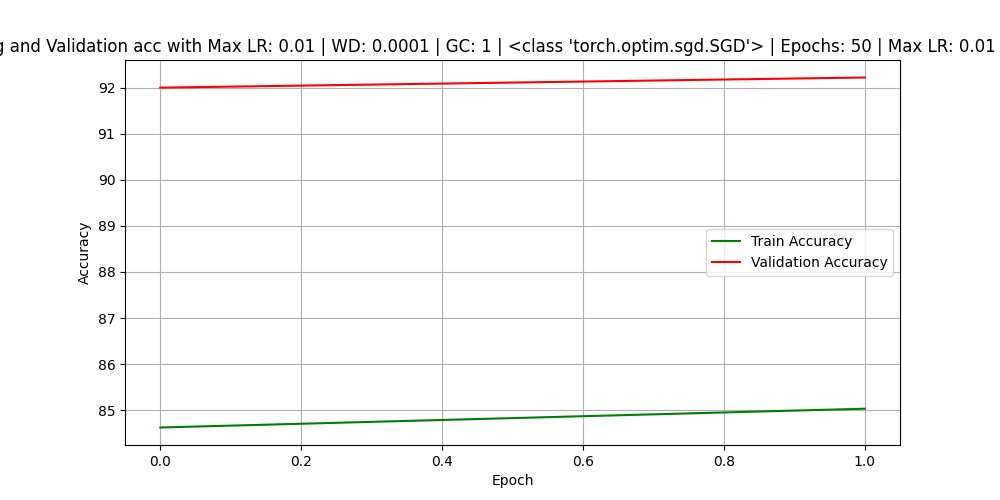 and Validation acc with Max LR: 0.01 | WD: 0.0001 | GC: 1 | <class 'torch.optim.sgd.SGD'> | Epochs: 50 | Max LR: 0.01
92
91
90
89
88
87
86
85
Accuracy
Train Accuracy
Validation Accuracy
0.0 0.2 0.4 0.6 0.8 1.0
Epoch